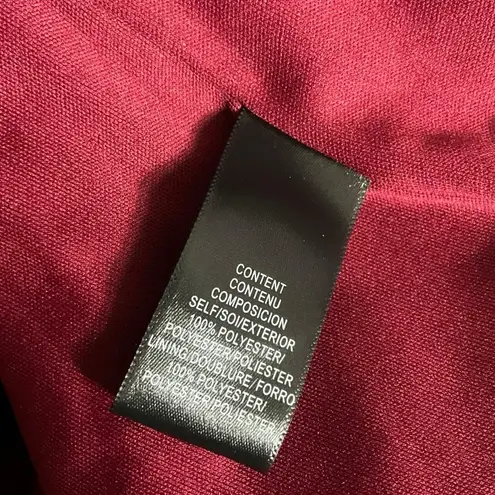 CONTENT
CONTENU
COMPOSICION
SELF/SOI/EXTERIOR
100% POLYESTER/
POLYESTER/POLIESTER
LINING/DOUBLURE/FORRO
100% POLYESTER/
POLYESTER/POLIESTER